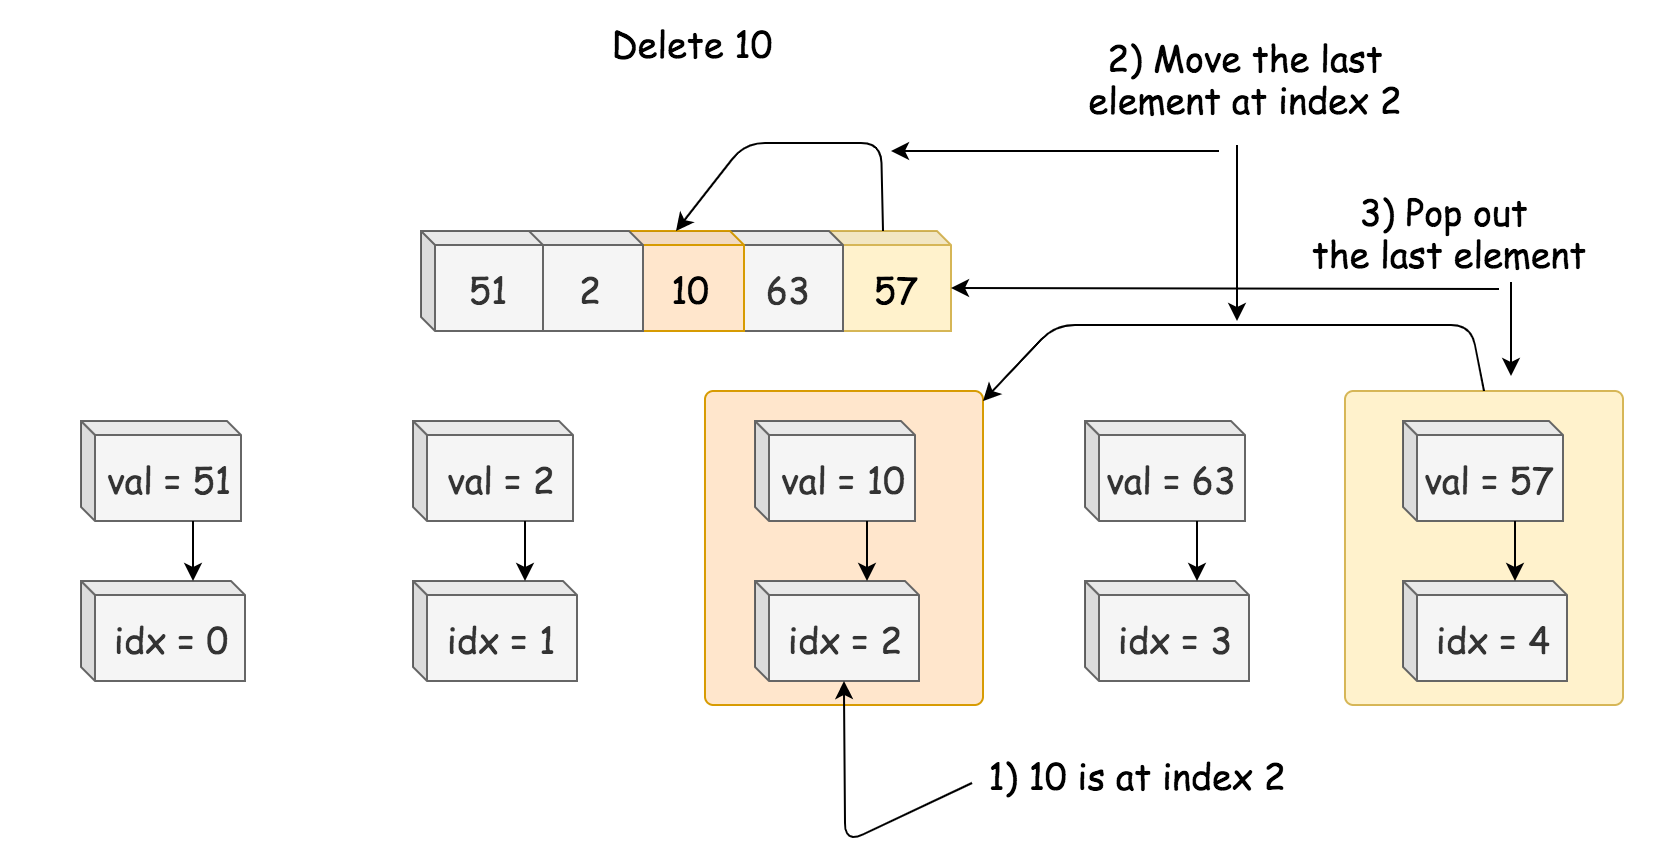 Delete 10
2) Move the last
element at index 2
3) Pop out
the last element
51 2 10 63 57
val = 51 val = 2 val = 10 val = 63 val = 57
idx = 0 idx = 1 idx = 2 idx = 3 idx = 4
1) 10 is at index 2